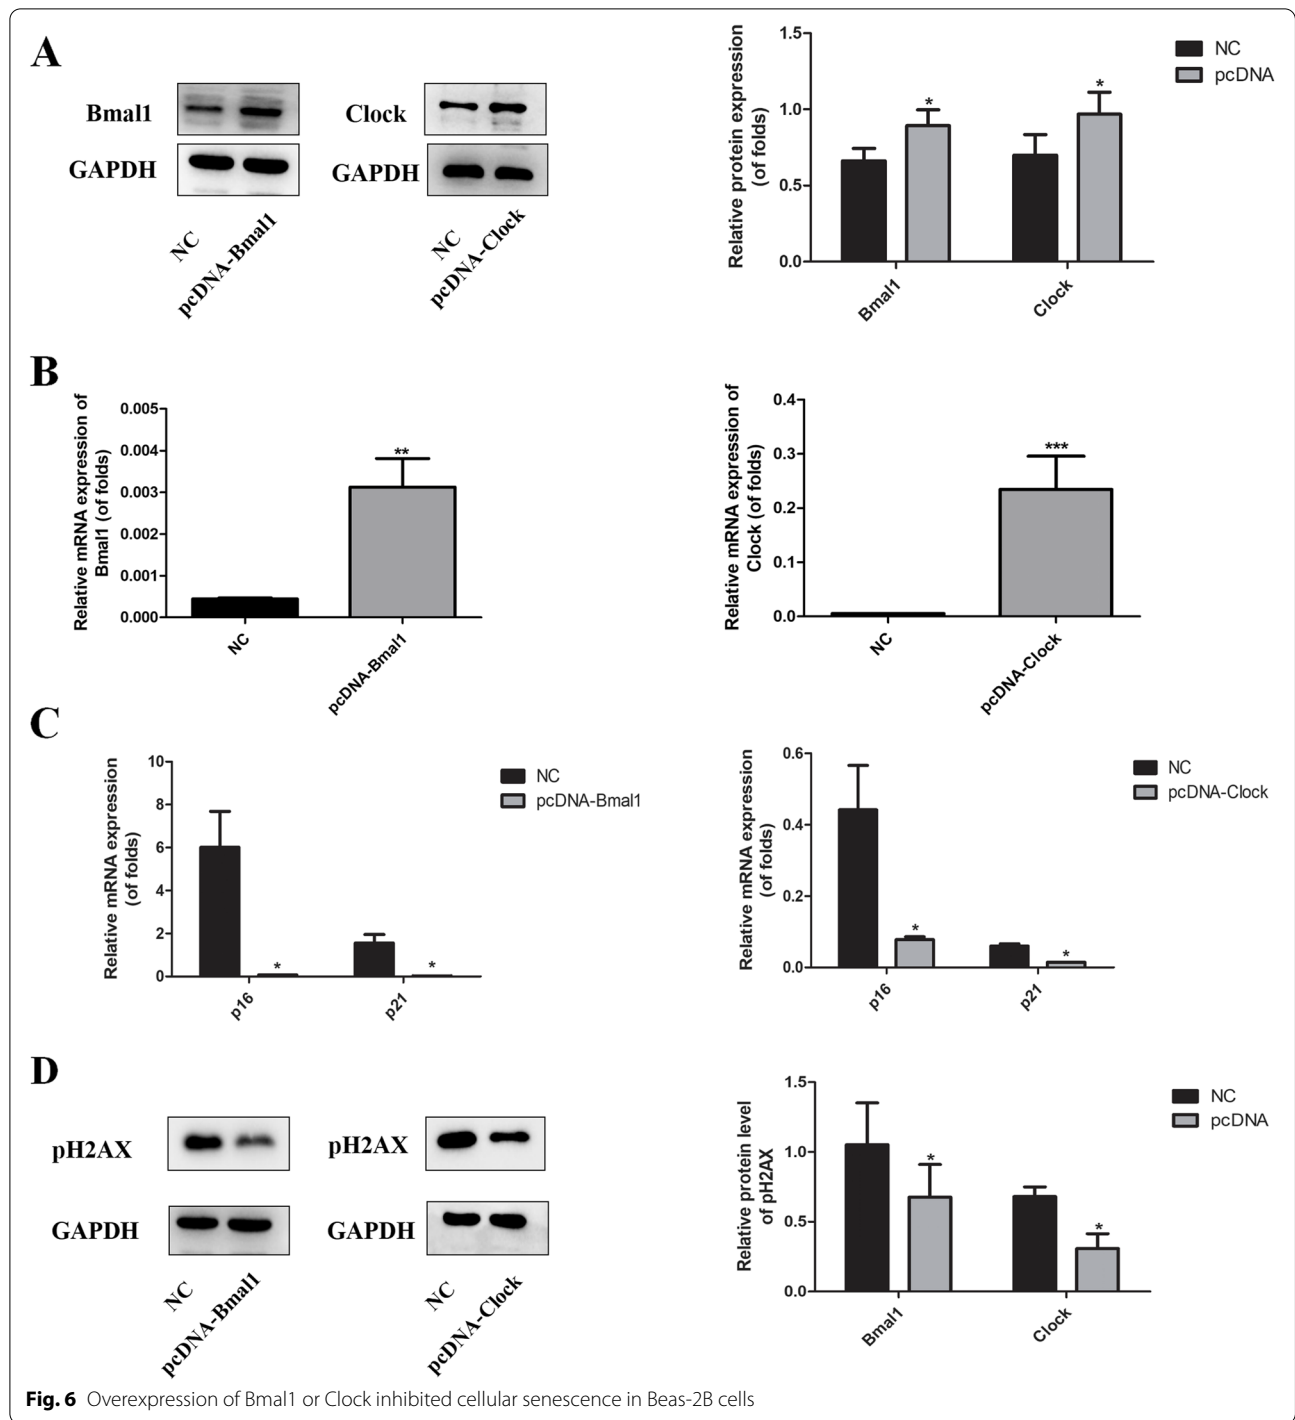 A
Bmal1
GAPDH
NC
pcDNA-Bmal1
Clock
GAPDH
NC
pcDNA-Clock
Relative protein expression
(of folds)
1.5
1.0
0.5
0.0
*
*
Bmal1
Clock
NC
pcDNA
B
Relative mRNA expression of
Bmal1 (of folds)
0.005
0.004
0.003
0.002
0.001
0.000
**
NC
pcDNA-Bmal1
Relative mRNA expression of
Clock (of folds)
0.4
0.3
0.2
0.1
0.0
***
NC
pcDNA-Clock
C
Relative mRNA expression
(of folds)
10
8
6
4
2
0
*
*
p16
p21
NC
pcDNA-Bmal1
Relative mRNA expression
(of folds)
0.6
0.4
0.2
0.0
*
*
p16
p21
NC
pcDNA-Clock
D
pH2AX
GAPDH
NC
pcDNA-Bmal1
pH2AX
GAPDH
NC
pcDNA-Clock
Relative protein level
of pH2AX
1.5
1.0
0.5
0.0
*
*
Bmal1
Clock
NC
pcDNA
Fig. 6 Overexpression of Bmal1 or Clock inhibited cellular senescence in Beas-2B cells